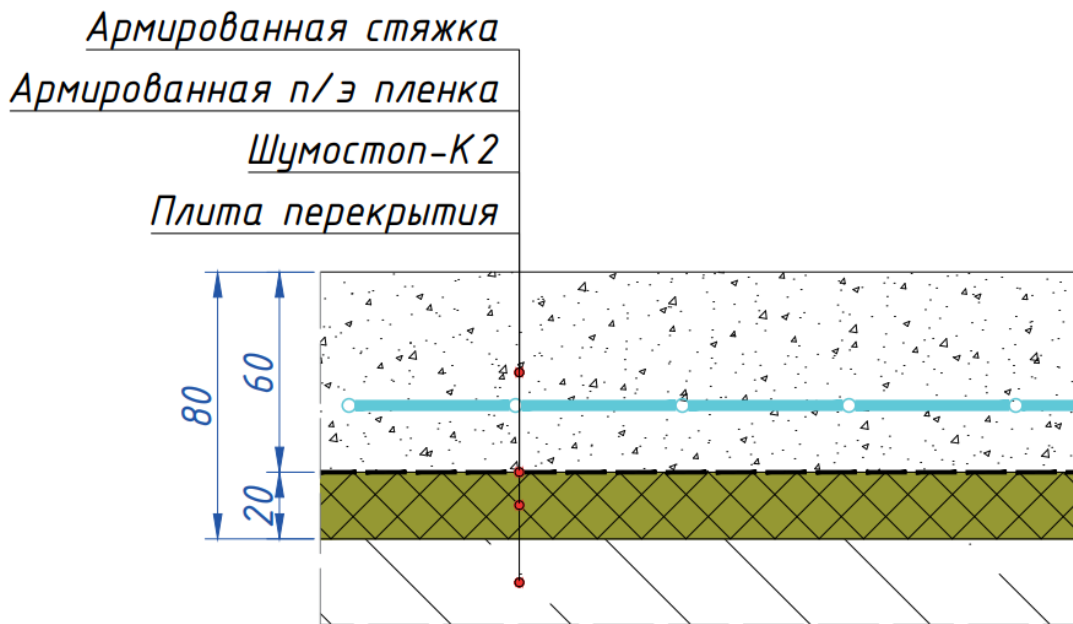 Армированная стяжка
Армированная п/э пленка
Шумостоп-К2
Плита перекрытия
80
60
20